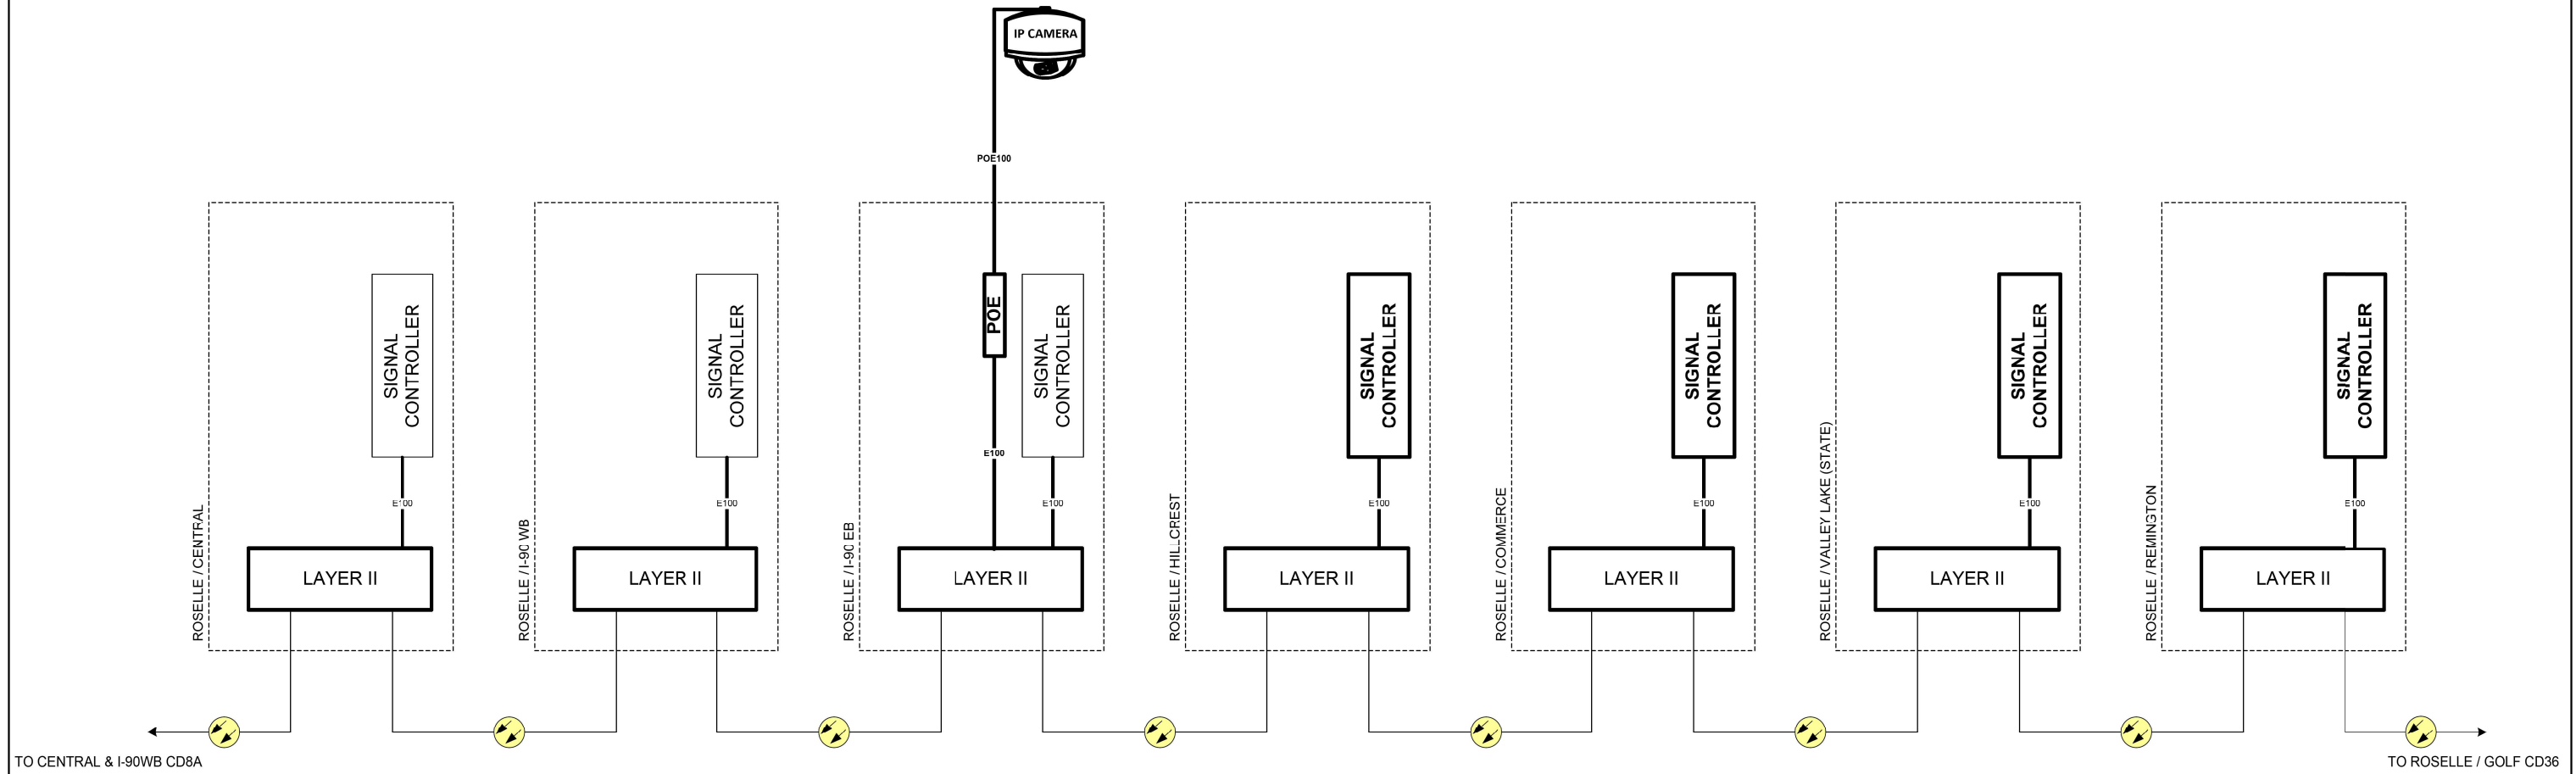 IP CAMERA
POE100
POE
E100
ROSELLE / CENTRAL
SIGNAL
CONTROLLER
E100
LAYER II
ROSELLE / I-90 WB
SIGNAL
CONTROLLER
E100
LAYER II
ROSELLE / I-90 EB
SIGNAL
CONTROLLER
E100
LAYER II
ROSELLE / HILLCREST
SIGNAL
CONTROLLER
E100
LAYER II
ROSELLE / COMMERCE
SIGNAL
CONTROLLER
E100
LAYER II
ROSELLE / VALLEY LAKE (STATE)
SIGNAL
CONTROLLER
E100
LAYER II
ROSELLE / REMINGTON
SIGNAL
CONTROLLER
E100
LAYER II
TO CENTRAL & I-90WB CD8A
TO ROSELLE / GOLF CD36